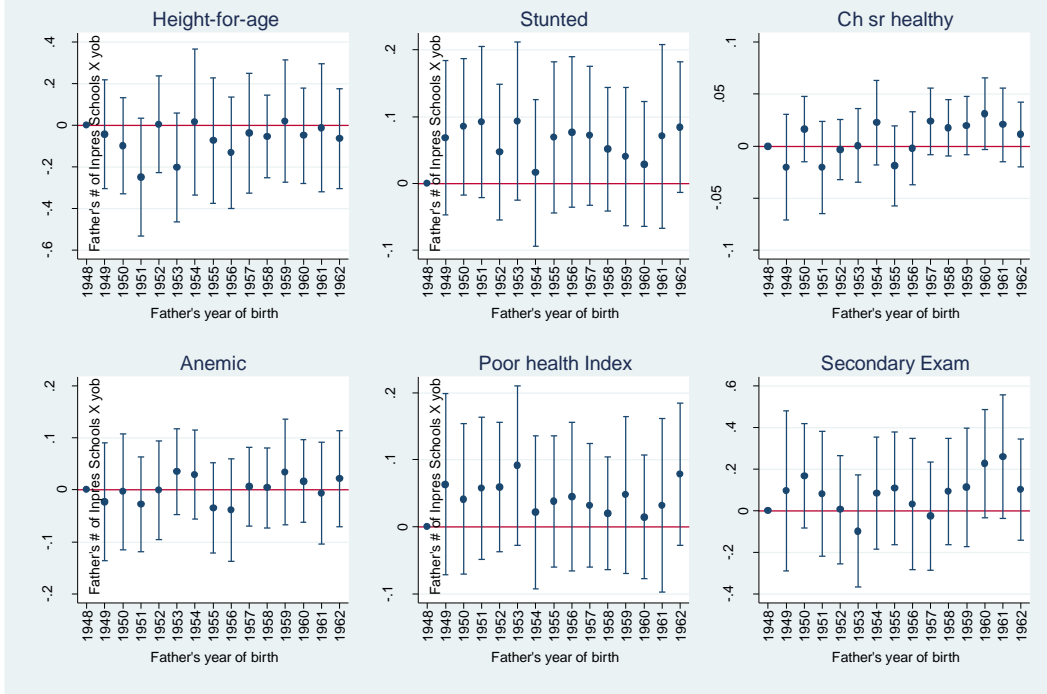 Height-for-age
Father's # of Inpres Schools X yob
.4
.2
0
-.2
-.4
-.6
1948 1949 1950 1951 1952 1953 1954 1955 1956 1957 1958 1959 1960 1961 1962
Father's year of birth
Stunted
Father's # of Inpres Schools X yob
.2
.1
0
-.1
1948 1949 1950 1951 1952 1953 1954 1955 1956 1957 1958 1959 1960 1961 1962
Father's year of birth
Ch sr healthy
.1
.05
0
-.05
-.1
1948 1949 1950 1951 1952 1953 1954 1955 1956 1957 1958 1959 1960 1961 1962
Father's year of birth
Anemic
Father's # of Inpres Schools X yob
.2
.1
0
-.1
-.2
1948 1949 1950 1951 1952 1953 1954 1955 1956 1957 1958 1959 1960 1961 1962
Father's year of birth
Poor health Index
Father's # of Inpres Schools X yob
.2
.1
0
-.1
1948 1949 1950 1951 1952 1953 1954 1955 1956 1957 1958 1959 1960 1961 1962
Father's year of birth
Secondary Exam
.6
.4
.2
0
-.2
-.4
1948 1949 1950 1951 1952 1953 1954 1955 1956 1957 1958 1959 1960 1961 1962
Father's year of birth